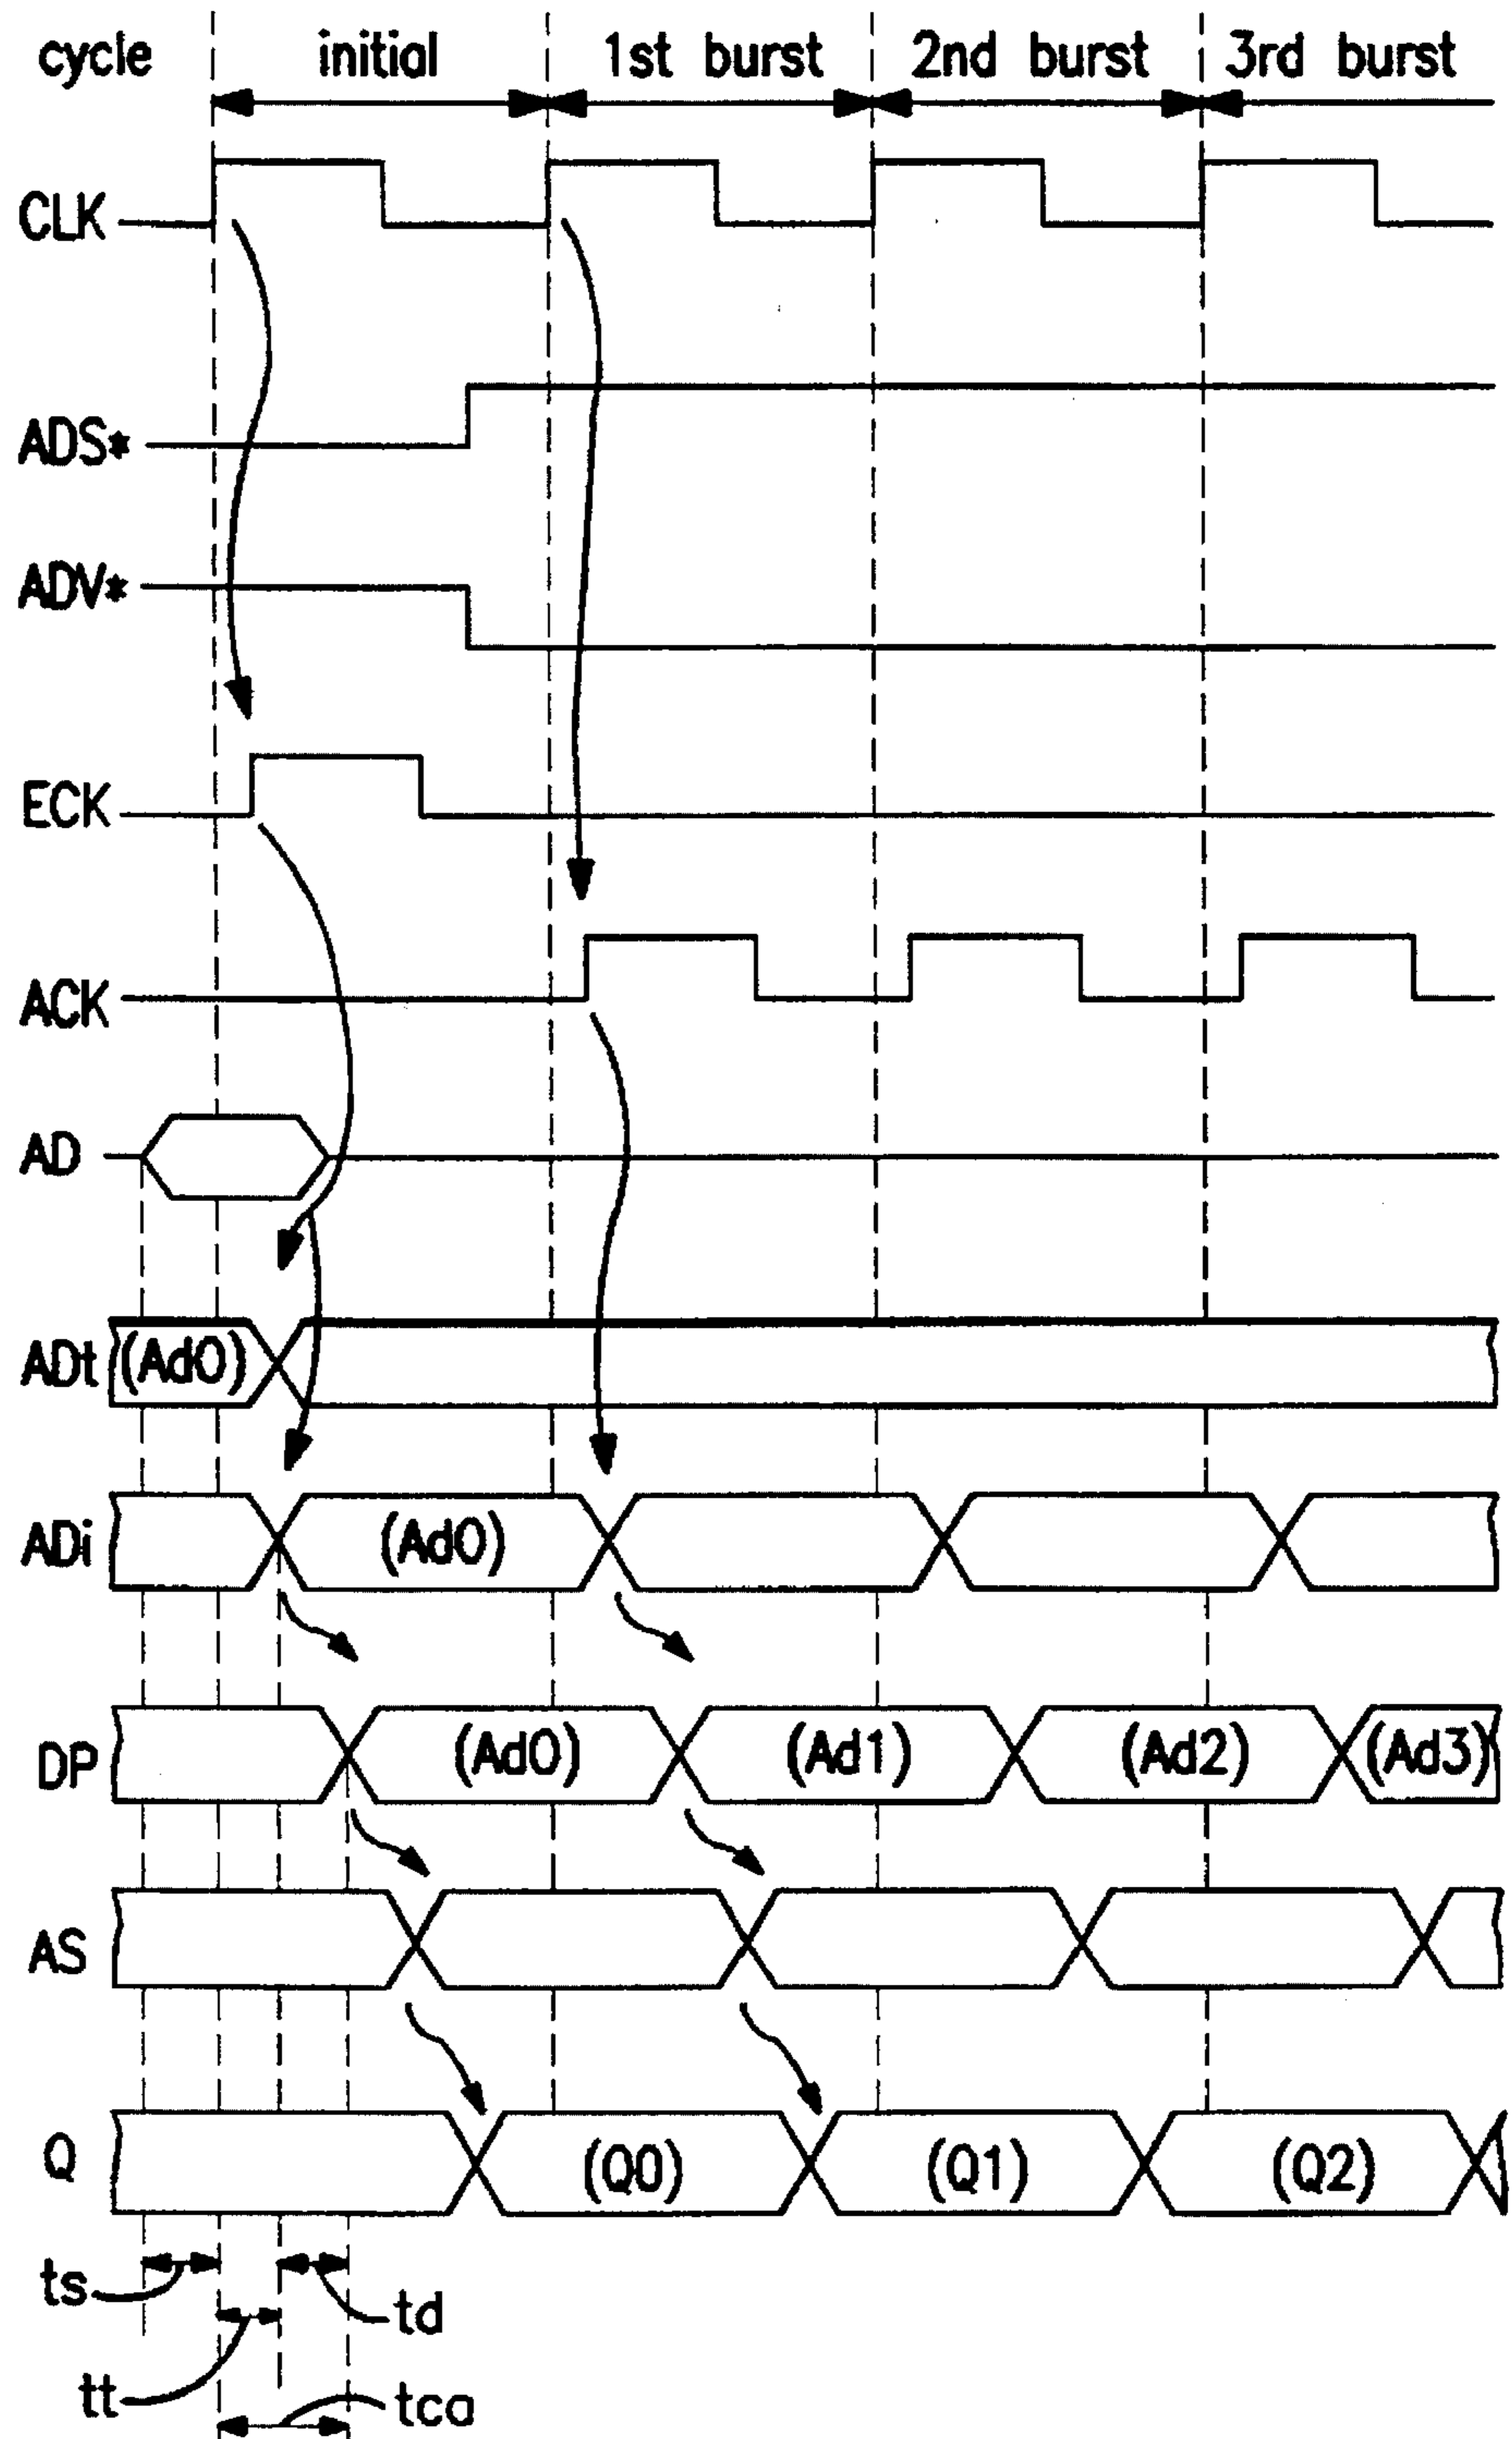 cycle initial 1st burst 2nd burst 3rd burst
CLK
ADS*
ADV*
ECK
ACK
AD
ADt (Ad0)
ADi (Ad0)
DP (Ad0) (Ad1) (Ad2) (Ad3)
AS
Q (Q0) (Q1) (Q2)
ts
td
tt
tca